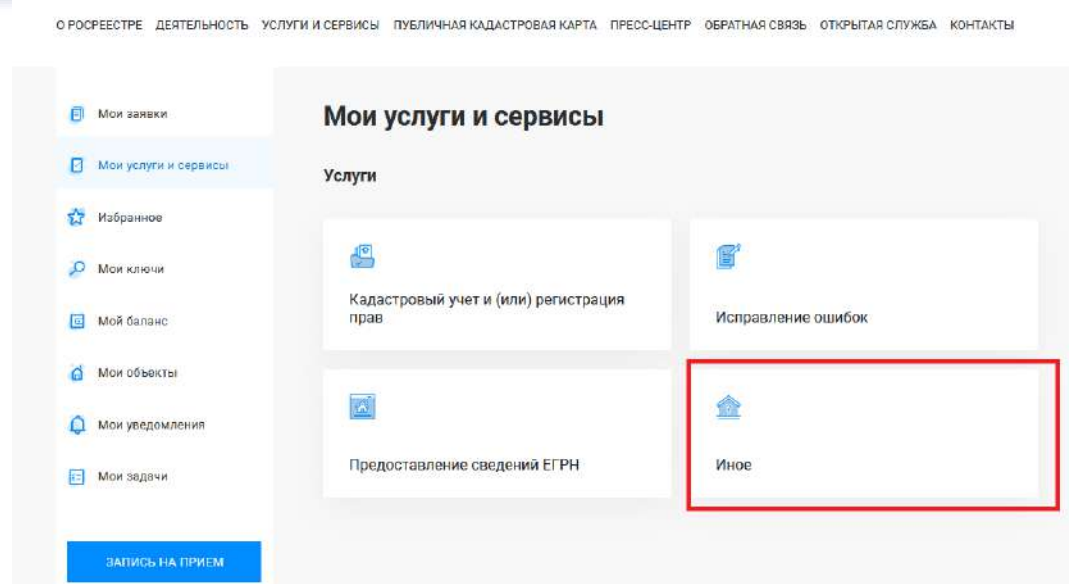 О РОСРЕЕСТРЕ ДЕЯТЕЛЬНОСТЬ УСЛУГИ И СЕРВИСЫ ПУБЛИЧНАЯ КАДАСТРОВАЯ КАРТА ПРЕСС-ЦЕНТР ОБРАТНАЯ СВЯЗЬ ОТКРЫТАЯ СЛУЖБА КОНТАКТЫ
Мои заявки
Мои услуги и сервисы
Избранное
Мои ключи
Мой баланс
Мои объекты
Мои уведомления
Мои задачи
ЗАПИСЬ НА ПРИЕМ
Мои услуги и сервисы
Услуги
Кадастровый учет и (или) регистрация
прав
Исправление ошибок
Предоставление сведений ЕГРН
Иное